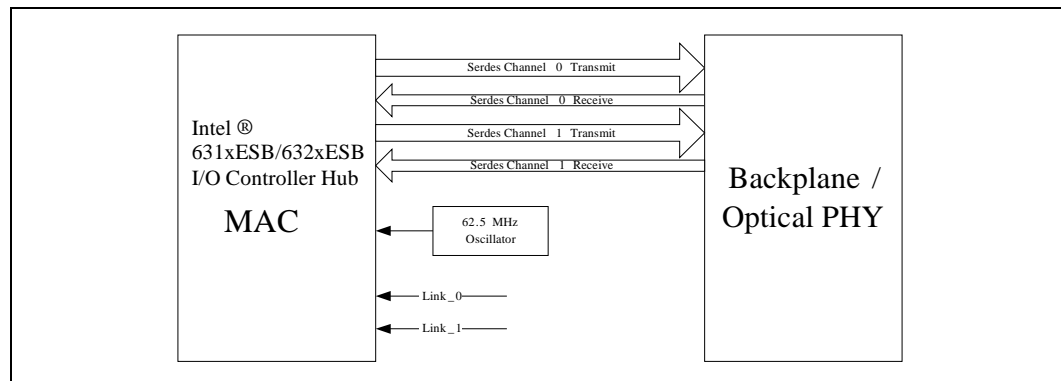 Serdes Channel 0 Transmit
Serdes Channel 0 Receive
Serdes Channel 1 Transmit
Serdes Channel 1 Receive
Intel ®
631xESB/632xESB
I/O Controller Hub
MAC
Backplane /
Optical PHY
62.5 MHz
Oscillator
Link_0
Link_1